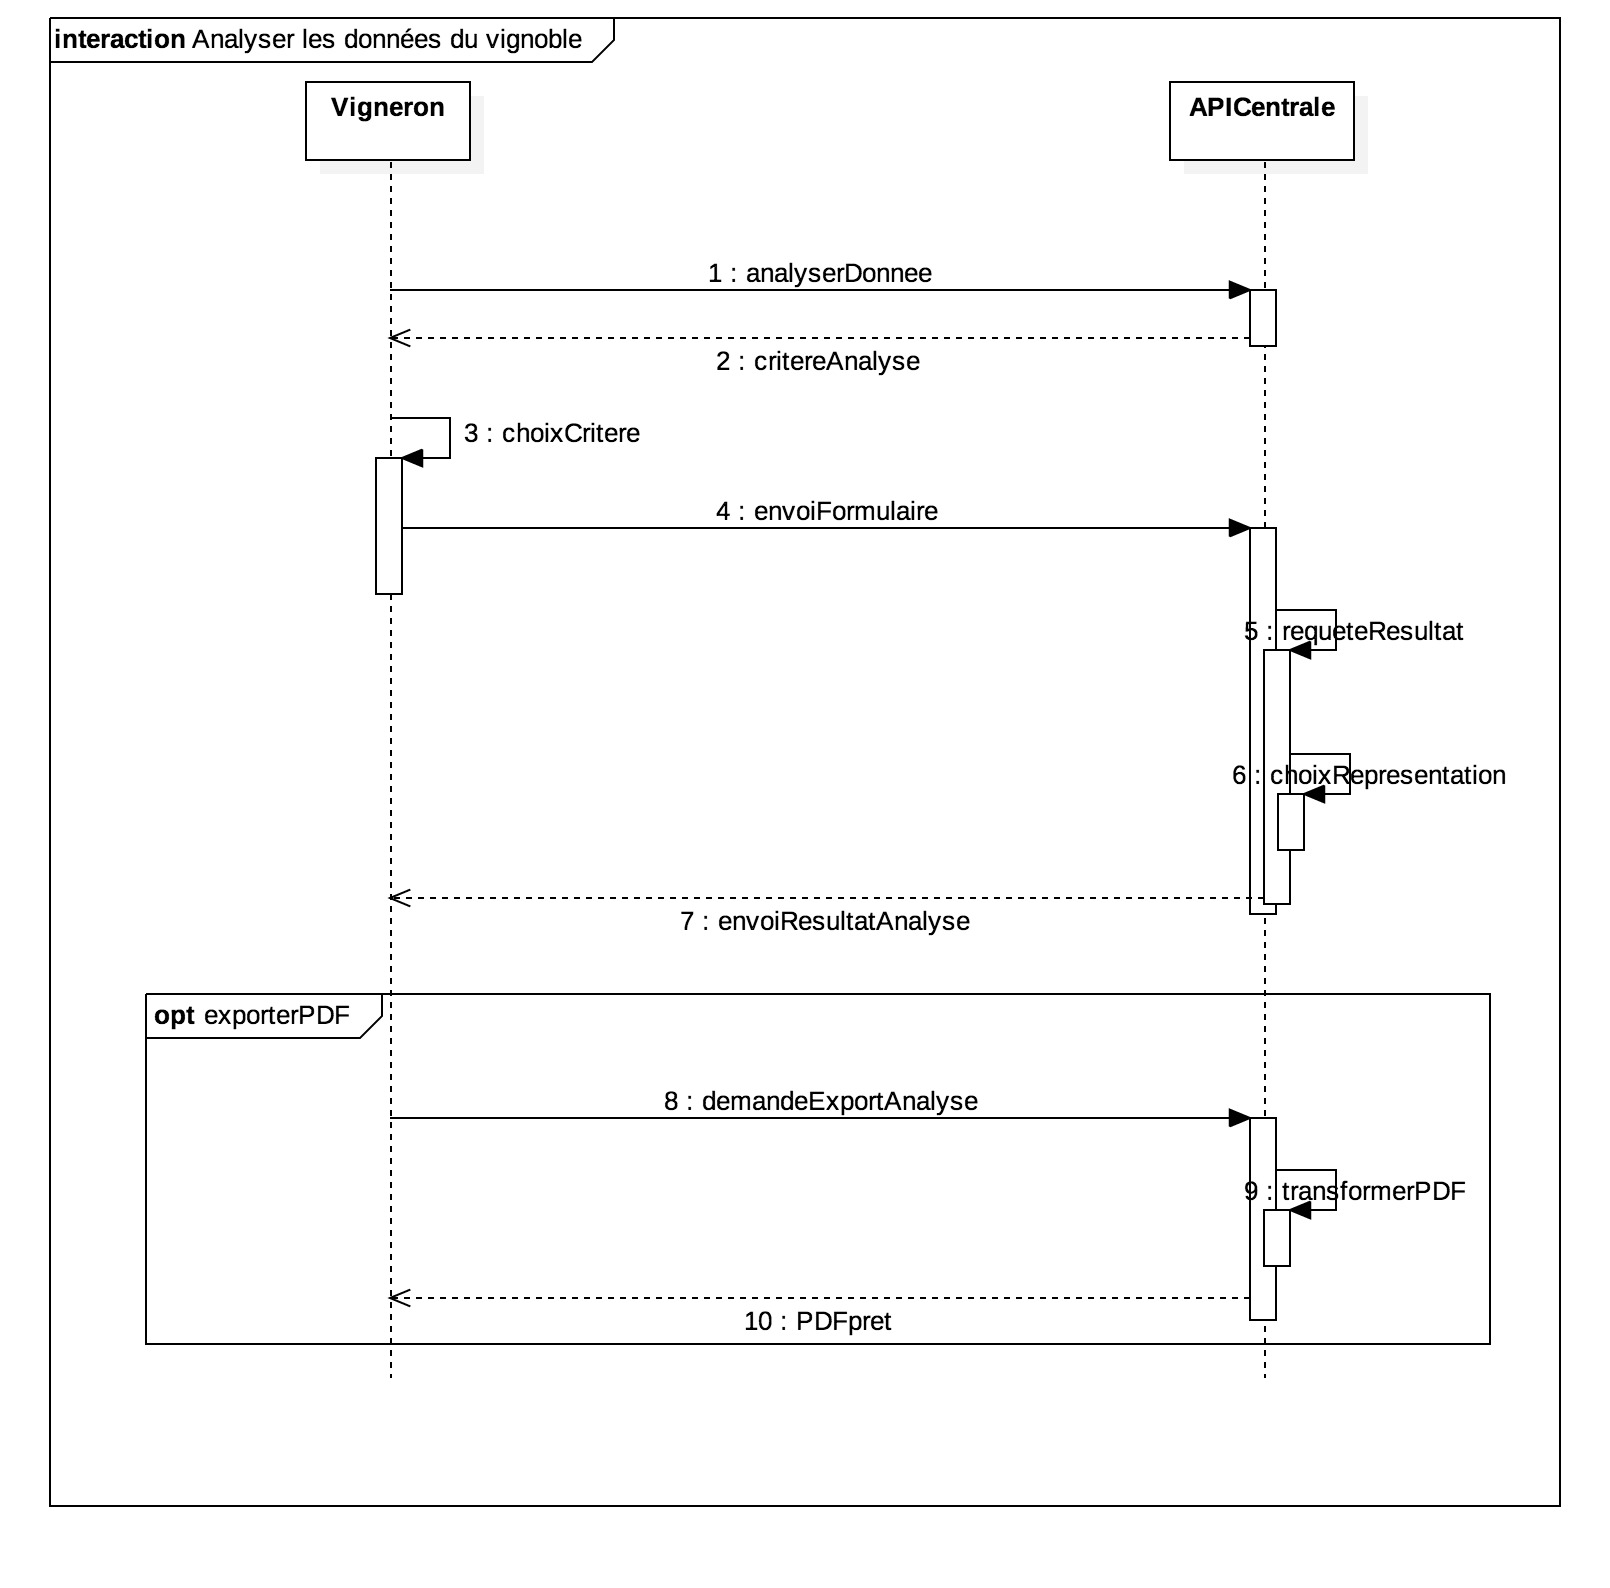 interaction Analyser les données du vignoble
Vigneron
APICentrale
1 : analyserDonnee
2 : critereAnalyse
3 : choixCritere
4 : envoiFormulaire
5 : requeteResultat
6 : choixRepresentation
7 : envoiResultatAnalyse
opt exporterPDF
8 : demandeExportAnalyse
9 : transformerPDF
10 : PDFpret